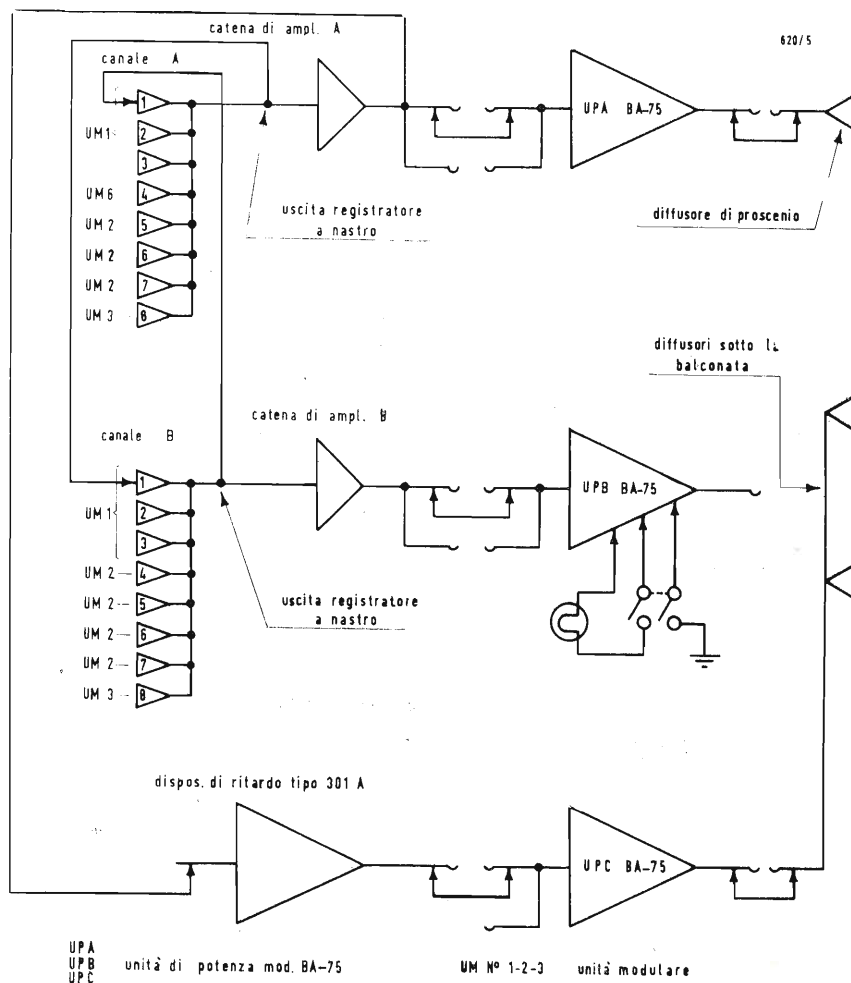 catena di ampl. A
620/5
canale A
1
UM1
2
3
UM6
4
UM 2
5
UM 2
6
UM 2
7
UM 3
8
UPA BA-75
uscita registratore
a nastro
diffusore di proscenio
diffusori sotto la
balconata
catena di ampl. B
canale B
1
UM 1
2
3
UM 2
4
UM 2
5
UM 2
6
UM 2
7
UM 3
8
UPB BA-75
uscita registratore
a nastro
dispos. di ritardo tipo 301 A
UPC BA-75
UPA
UPB
UPC
unità di potenza mod. BA-75
UM Nº 1-2-3 unità modulare